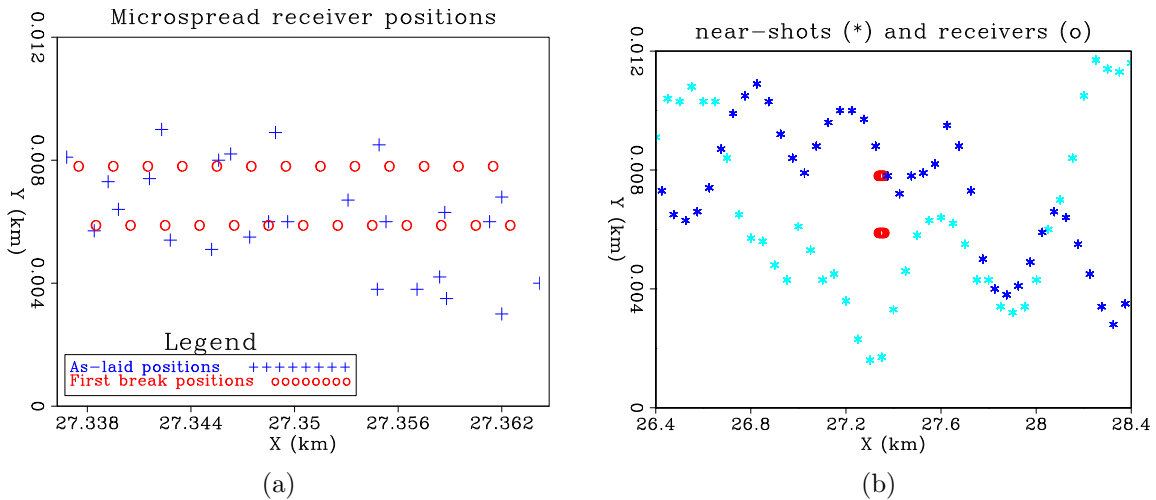 Microspread receiver positions
0.012
0.008
0.004
0
Y (km)
Legend
As-laid positions ++++++++
First break positions oooooooo
27.338 27.344 27.35 27.356 27.362
X (km)
(a)
near-shots (*) and receivers (o)
0.012
0.008
0.004
0
Y (km)
26.4 26.8 27.2 27.6 28 28.4
X (km)
(b)